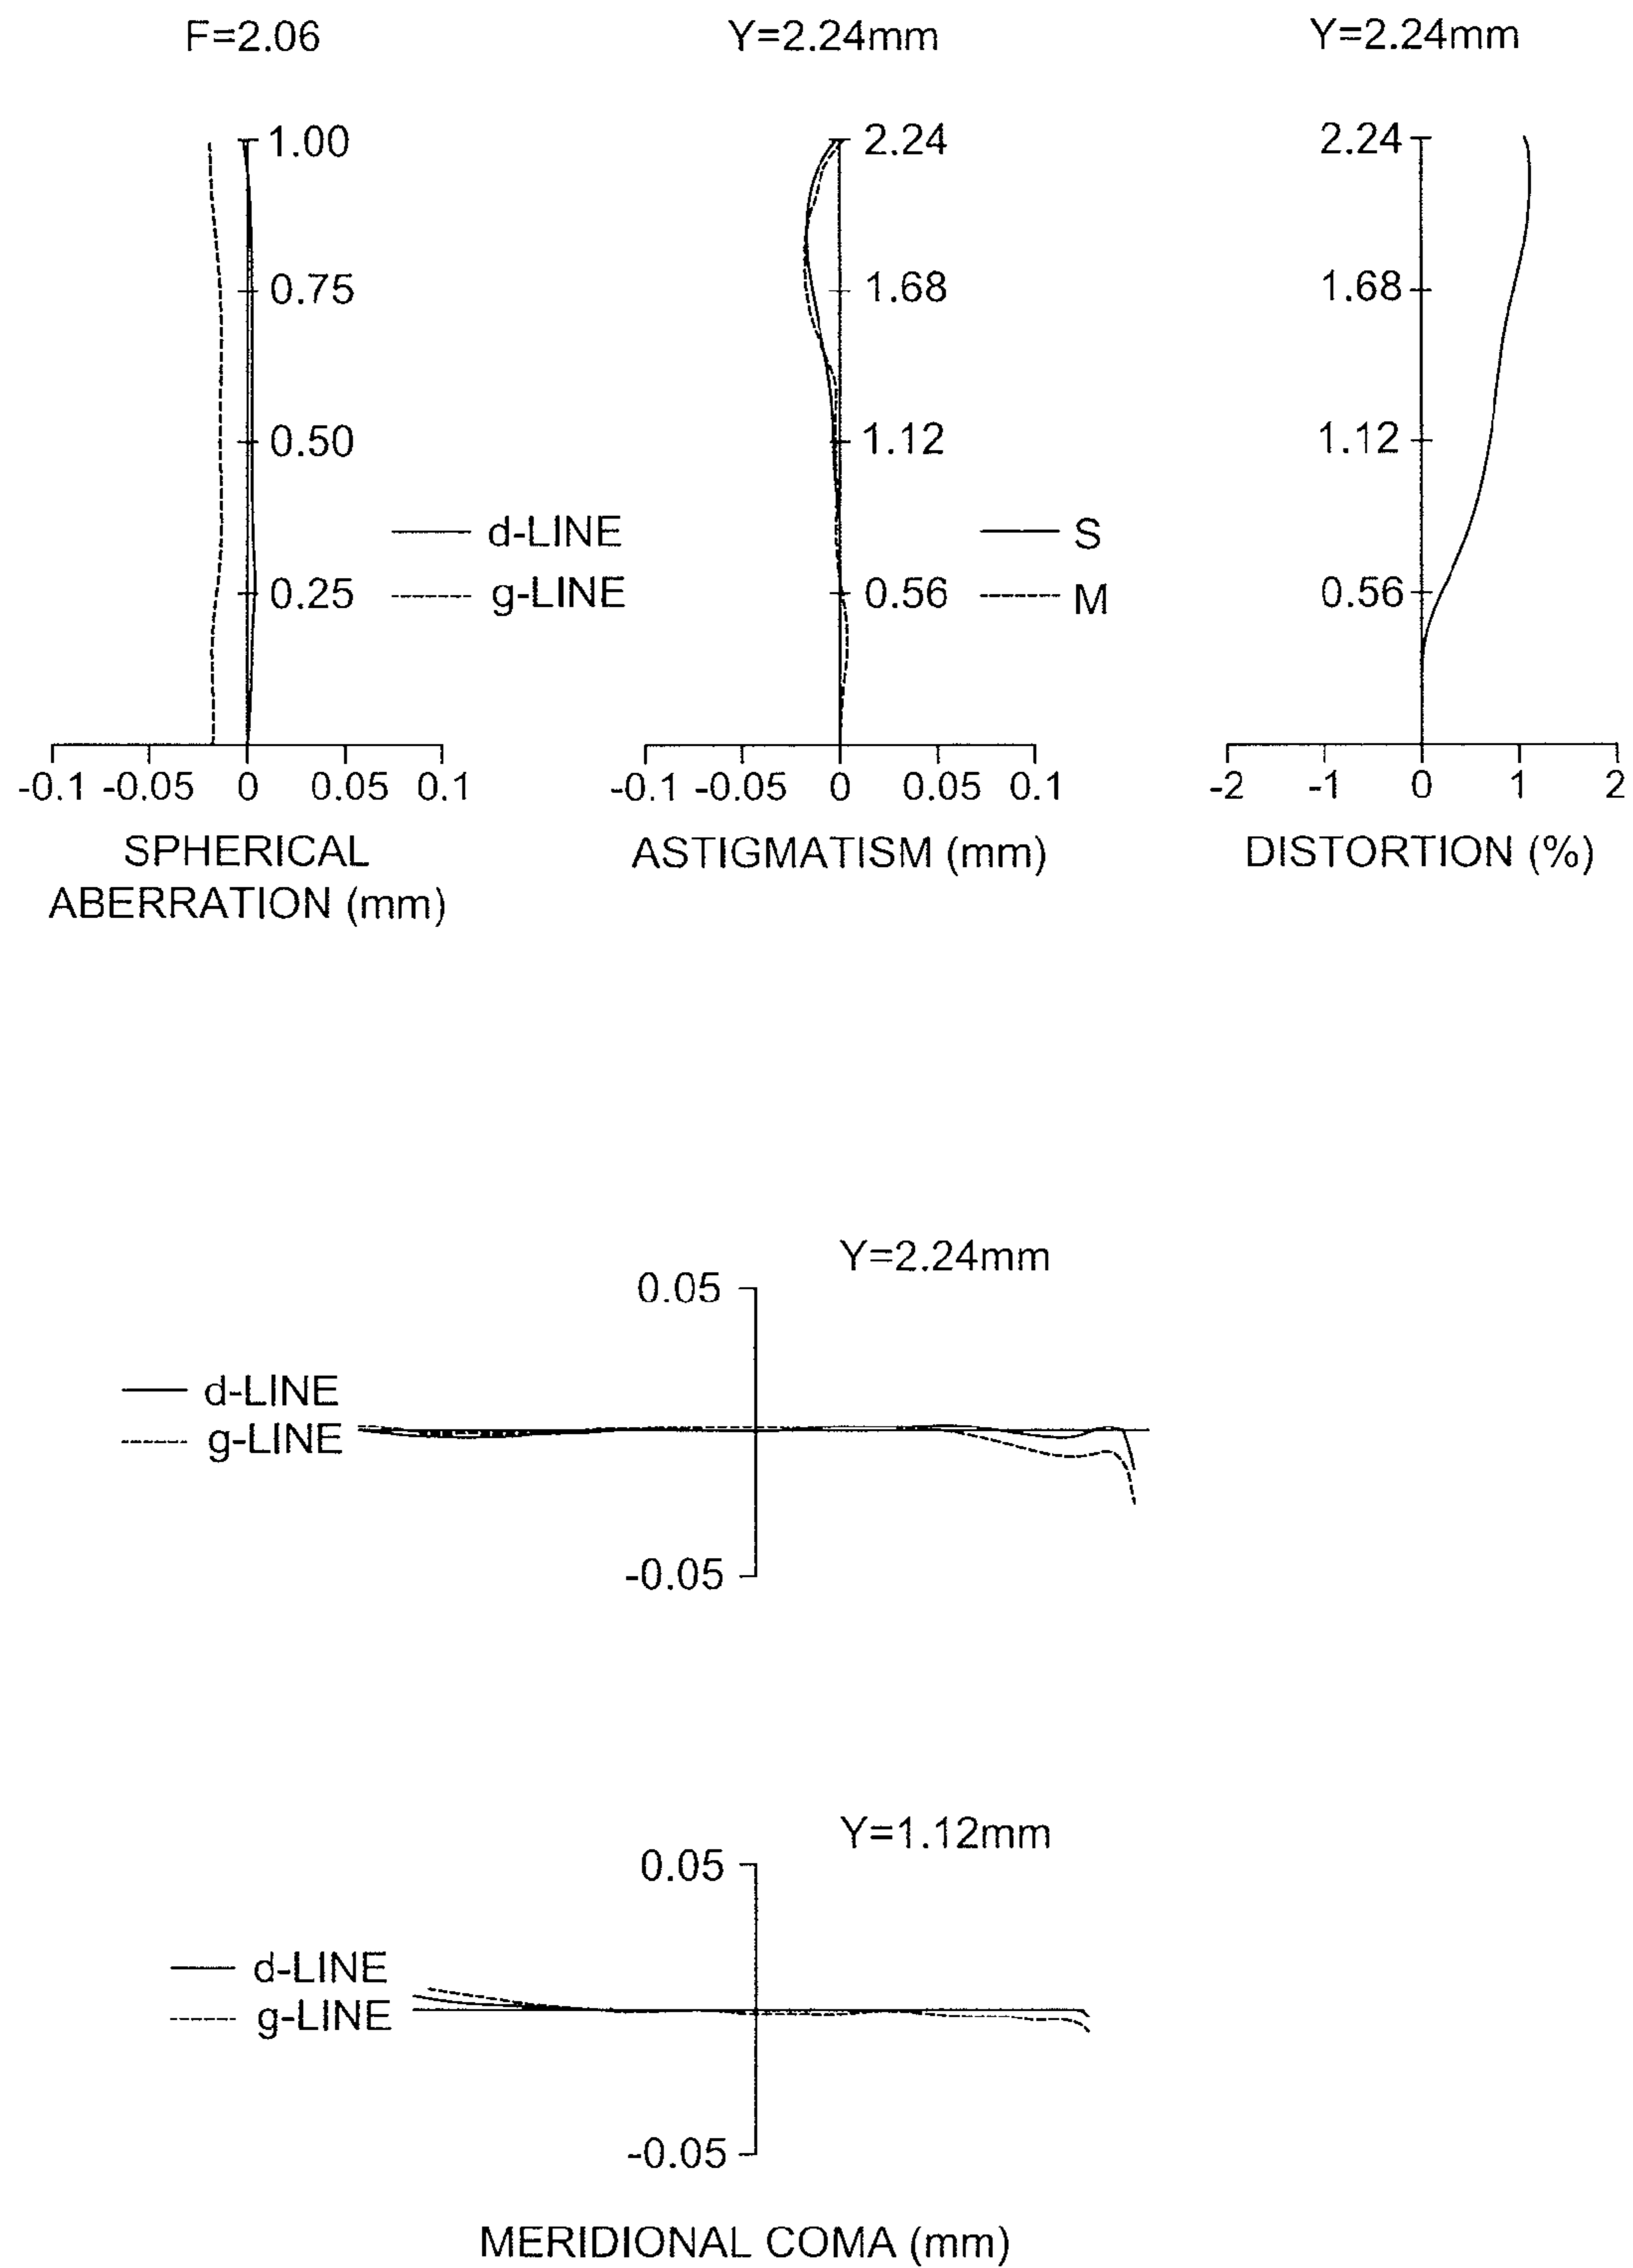 F=2.06
Y=2.24mm
Y=2.24mm
1.00
0.75
0.50
0.25
d-LINE
g-LINE
-0.1 -0.05 0 0.05 0.1
SPHERICAL
ABERRATION (mm)
2.24
1.68
1.12
0.56
S
M
-0.1 -0.05 0 0.05 0.1
ASTIGMATISM (mm)
2.24
1.68
1.12
0.56
-2 -1 0 1 2
DISTORTION (%)
Y=2.24mm
0.05
d-LINE
g-LINE
-0.05
Y=1.12mm
0.05
d-LINE
g-LINE
-0.05
MERIDIONAL COMA (mm)